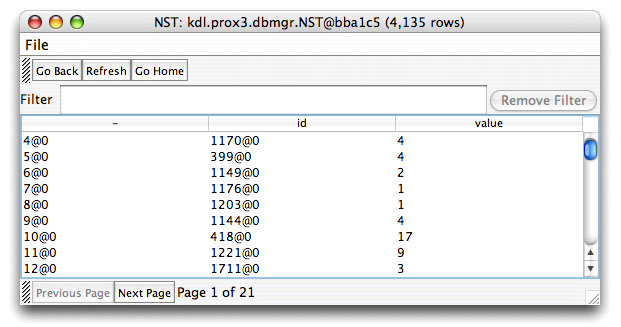 NST: kdl.prox3.dbmgr.NST@bba1c5 (4,135 rows)
File
Go Back Refresh Go Home
Filter Remove Filter
– id value
4@0 1170@0 4
5@0 399@0 4
6@0 1149@0 2
7@0 1176@0 1
8@0 1203@0 1
9@0 1144@0 4
10@0 418@0 17
11@0 1221@0 9
12@0 1711@0 3
Previous Page Next Page Page 1 of 21